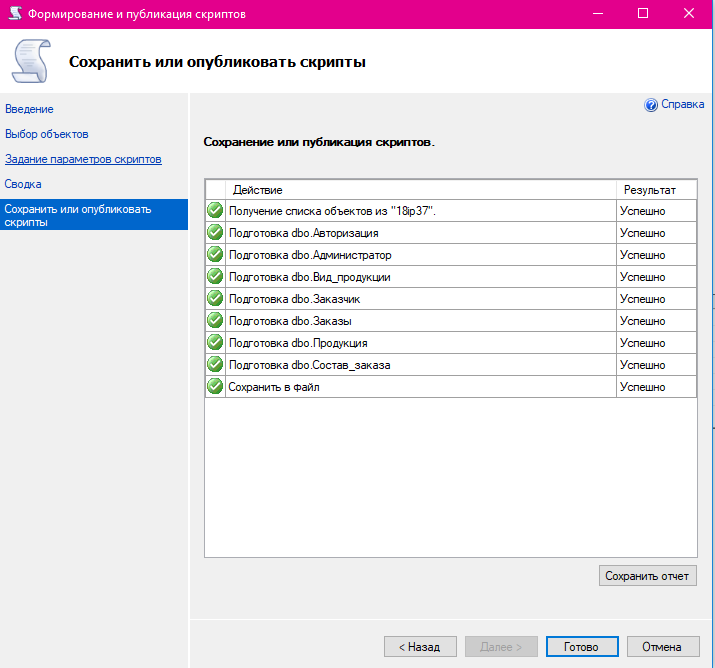 Формирование и публикация скриптов
Сохранить или опубликовать скрипты
Введение
Выбор объектов
Задание параметров скриптов
Сводка
Сохранить или опубликовать
скрипты
Справка
Сохранение или публикация скриптов.
Действие Результат
Получение списка объектов из "18ip37". Успешно
Подготовка dbo.Авторизация Успешно
Подготовка dbo.Администратор Успешно
Подготовка dbo.Вид_продукции Успешно
Подготовка dbo.Заказчик Успешно
Подготовка dbo.Заказы Успешно
Подготовка dbo.Продукция Успешно
Подготовка dbo.Состав_заказа Успешно
Сохранить в файл Успешно
Сохранить отчет
< Назад Далее > Готово Отмена